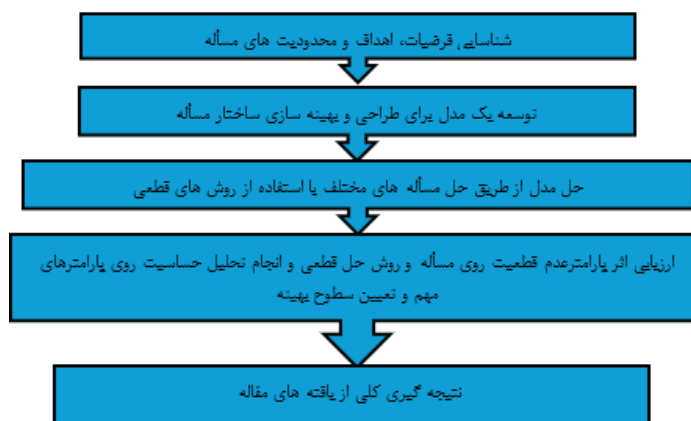 شناسایی فرضیات، اهداف و محدودیت های مسأله
توسعه یک مدل برای طراحی و بهینه سازی ساختار مسأله
حل مدل از طریق حل مسأله های مختلف با استفاده از روش های قطعی
ارزیابی اثر پارامترعدم قطعیت روی مسأله و روش حل قطعی و انجام تحلیل حساسیت روی پارامترهای
مهم و تعیین سطوح بهینه
نتیجه گیری کلی از یافته های مقاله